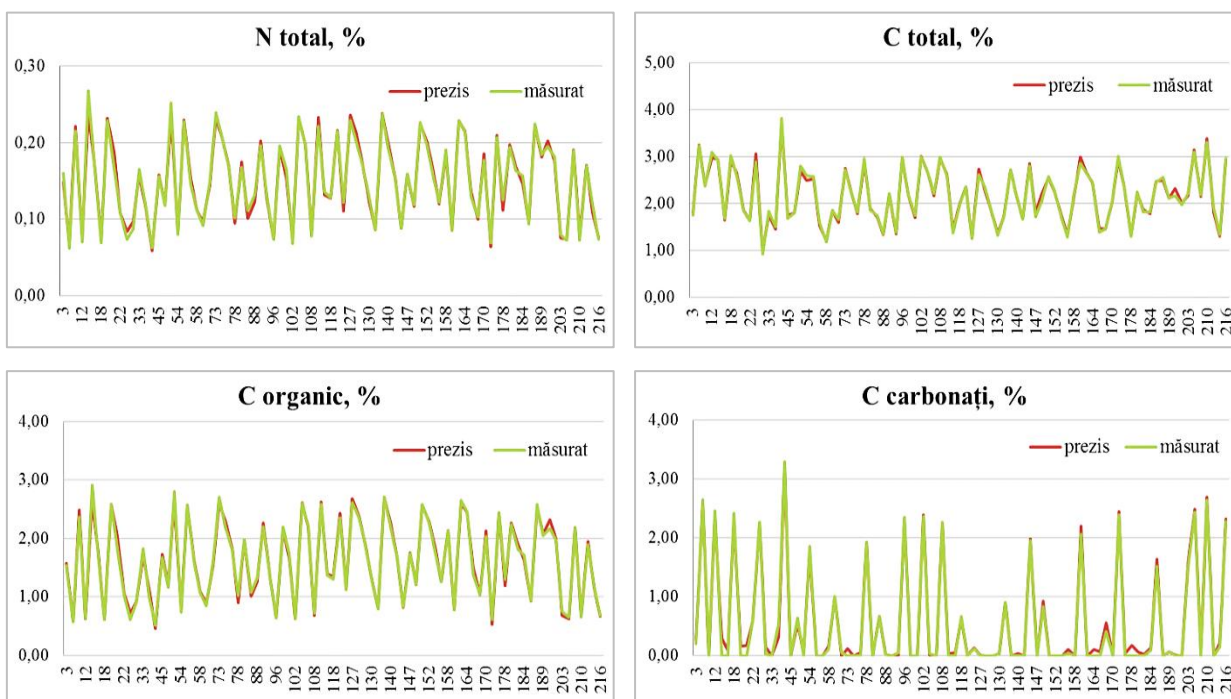 N total, %
prezis măsurat
0,30
0,20
0,10
0,00
3 12 18 22 33 45 54 58 73 78 88 96 102 108 118 127 130 140 147 152 158 164 170 178 184 189 203 210 216
C total, %
prezis măsurat
5,00
4,00
3,00
2,00
1,00
0,00
3 12 18 22 33 45 54 58 73 78 88 96 102 108 118 127 130 140 147 152 158 164 170 178 184 189 203 210 216
C organic, %
prezis măsurat
4,00
3,00
2,00
1,00
0,00
3 12 18 22 33 45 54 58 73 78 88 96 102 108 118 127 130 140 147 152 158 164 170 178 184 189 203 210 216
C carbonați, %
prezis măsurat
4,00
3,00
2,00
1,00
0,00
3 12 18 22 33 45 54 58 73 78 88 96 102 108 118 127 130 140 147 152 158 164 170 178 184 189 203 210 216